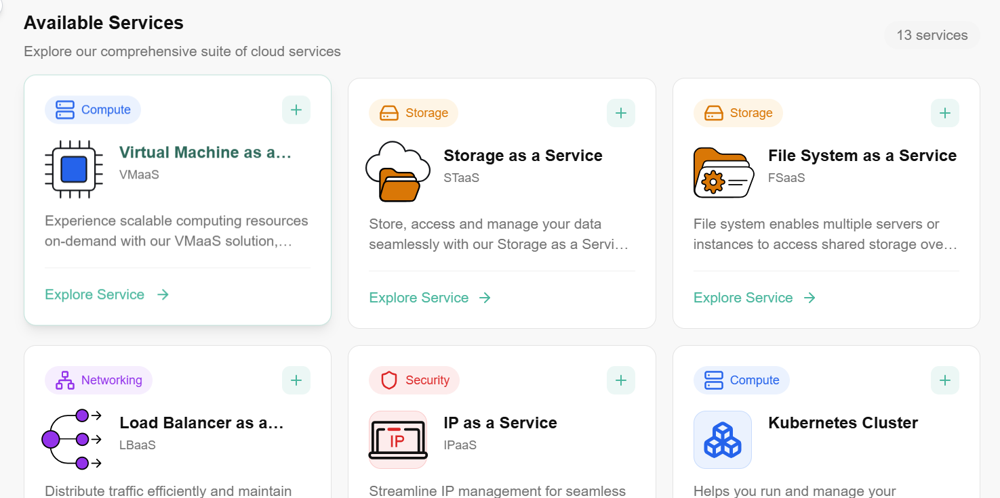 Available Services
Explore our comprehensive suite of cloud services
13 services
Compute
Virtual Machine as a...
VMaaS
Experience scalable computing resources
on-demand with our VMaaS solution,...
Explore Service
Storage
Storage as a Service
STaaS
Store, access and manage your data
seamlessly with our Storage as a Servi...
Explore Service
Storage
File System as a Service
FSaaS
File system enables multiple servers or
instances to access shared storage ove...
Explore Service
Networking
Load Balancer as a...
LBaaS
Distribute traffic efficiently and maintain
Security
IP
IP as a Service
IPaaS
Streamline IP management for seamless
Compute
Kubernetes Cluster
Helps you run and manage your